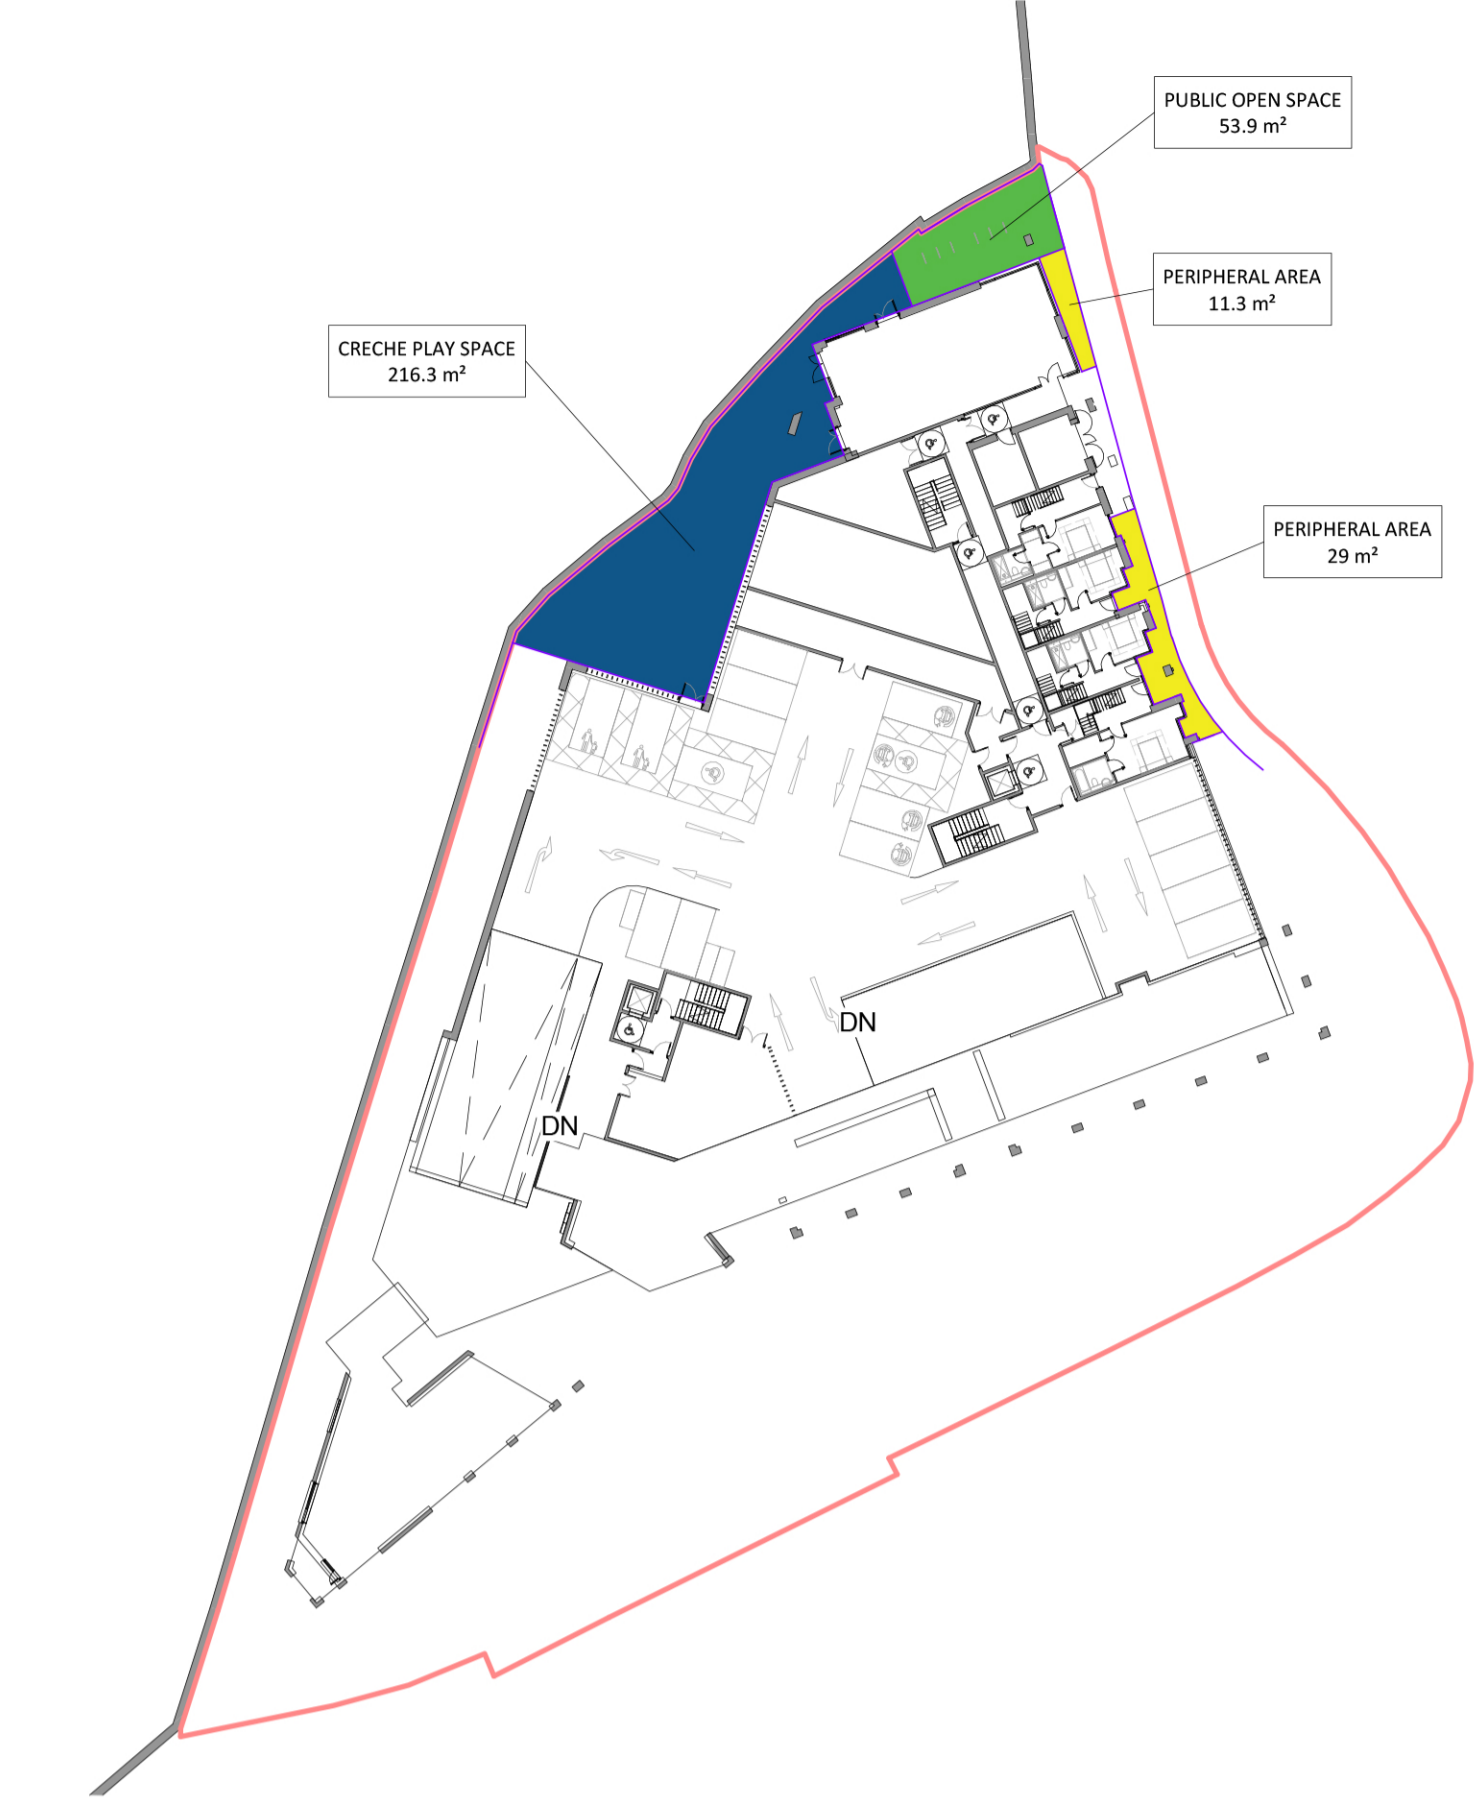 PUBLIC OPEN SPACE
53.9 m²
PERIPHERAL AREA
11.3 m²
CRECHE PLAY SPACE
216.3 m²
PERIPHERAL AREA
29 m²
DN
DN